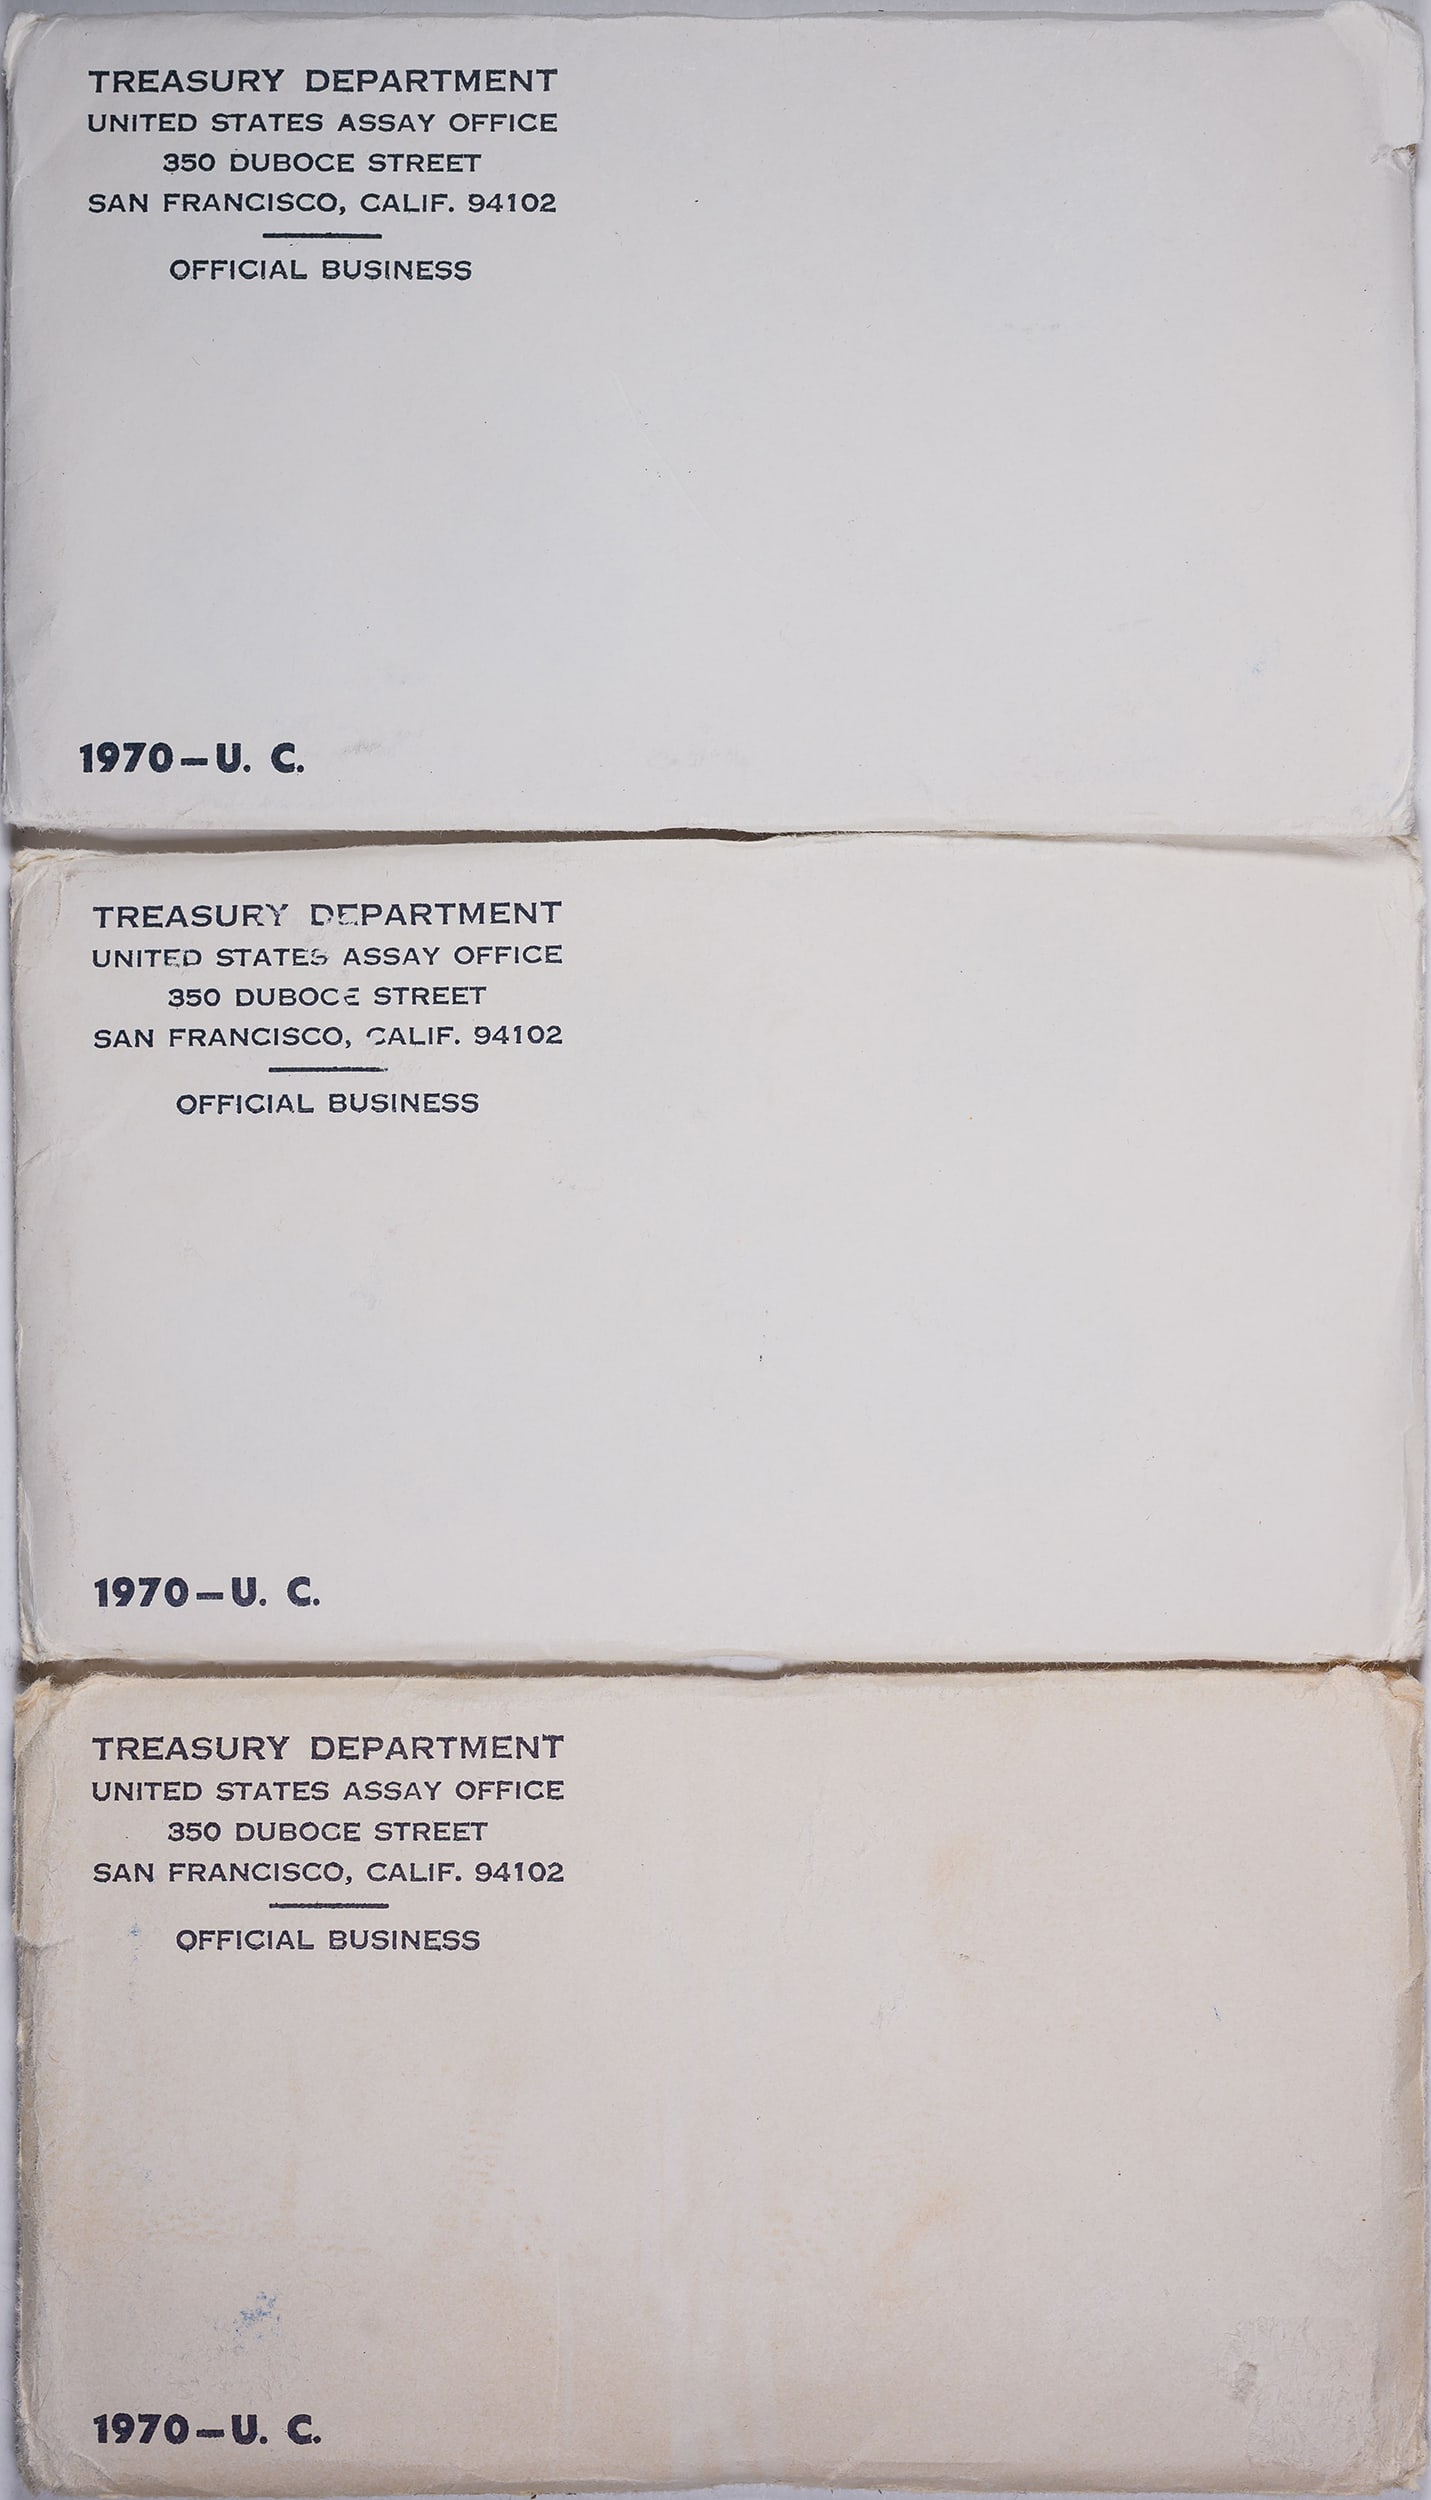 TREASURY DEPARTMENT
UNITED STATES ASSAY OFFICE
350 DUBOCE STREET
SAN FRANCISCO, CALIF. 94102
OFFICIAL BUSINESS
1970-U. C.
TREASURY DEPARTMENT
UNITED STATES ASSAY OFFICE
350 DUBOCE STREET
SAN FRANCISCO, CALIF. 94102
OFFICIAL BUSINESS
1970-U. C.
TREASURY DEPARTMENT
UNITED STATES ASSAY OFFICE
350 DUBOCE STREET
SAN FRANCISCO, CALIF. 94102
OFFICIAL BUSINESS
1970-U. C.